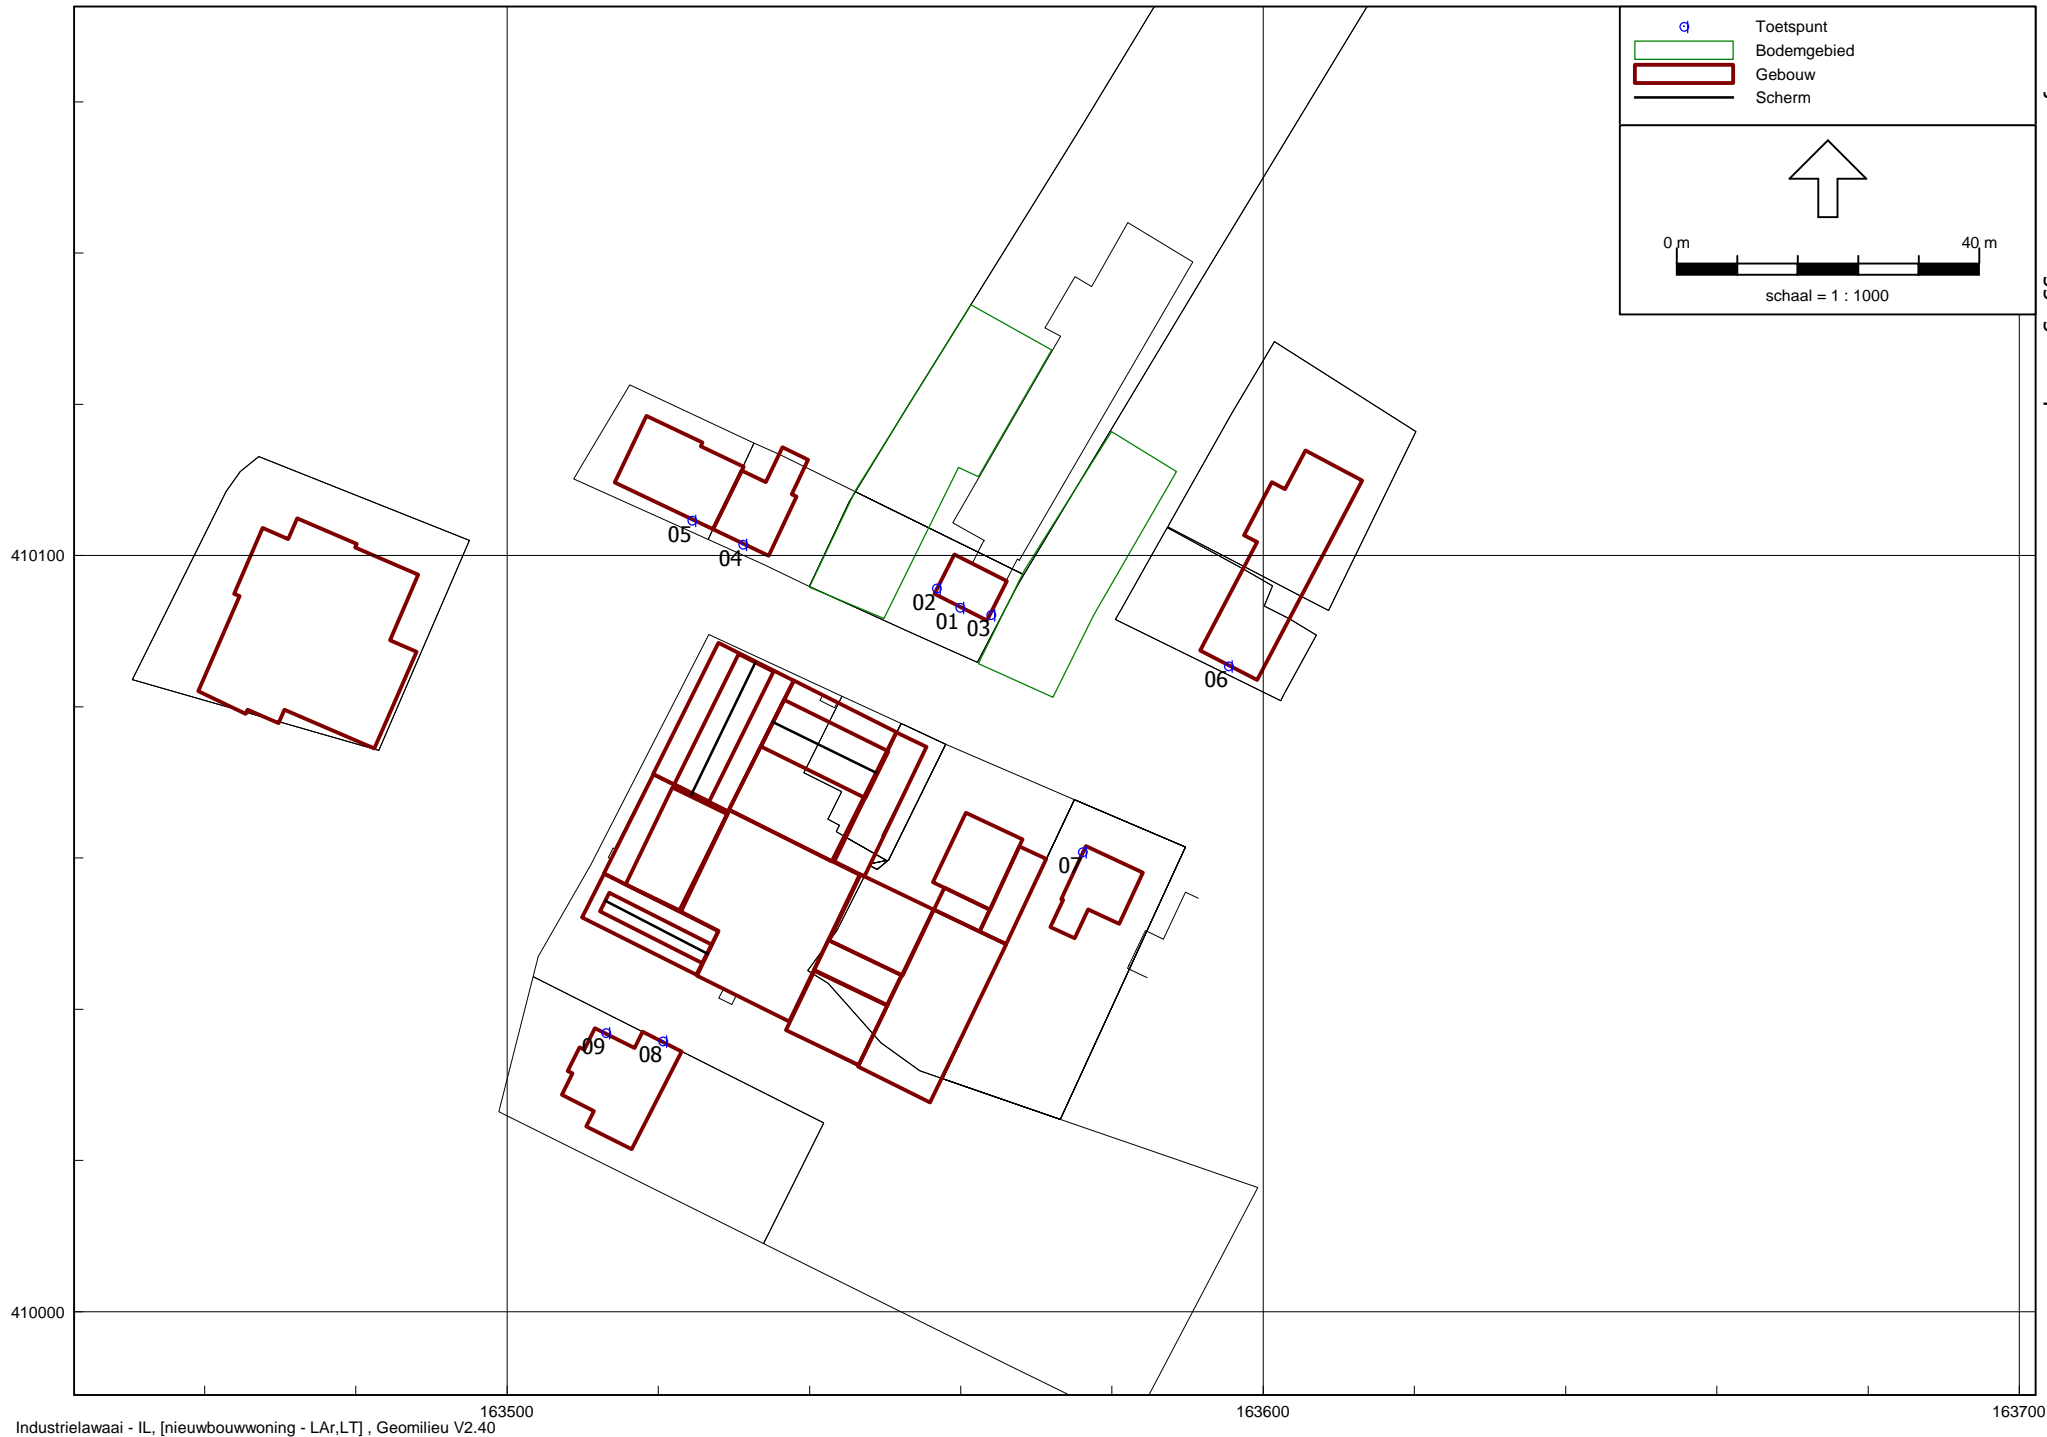 Toetspunt
Bodemgebied
Gebouw
Scherm
0 m 40 m
schaal = 1 : 1000
05
04
410100
02
01
03
06
07
09
08
410000
163500 163600 163700
Industrielawaai - IL, [nieuwbouwwoning - LAr,LT] , Geomilieu V2.40